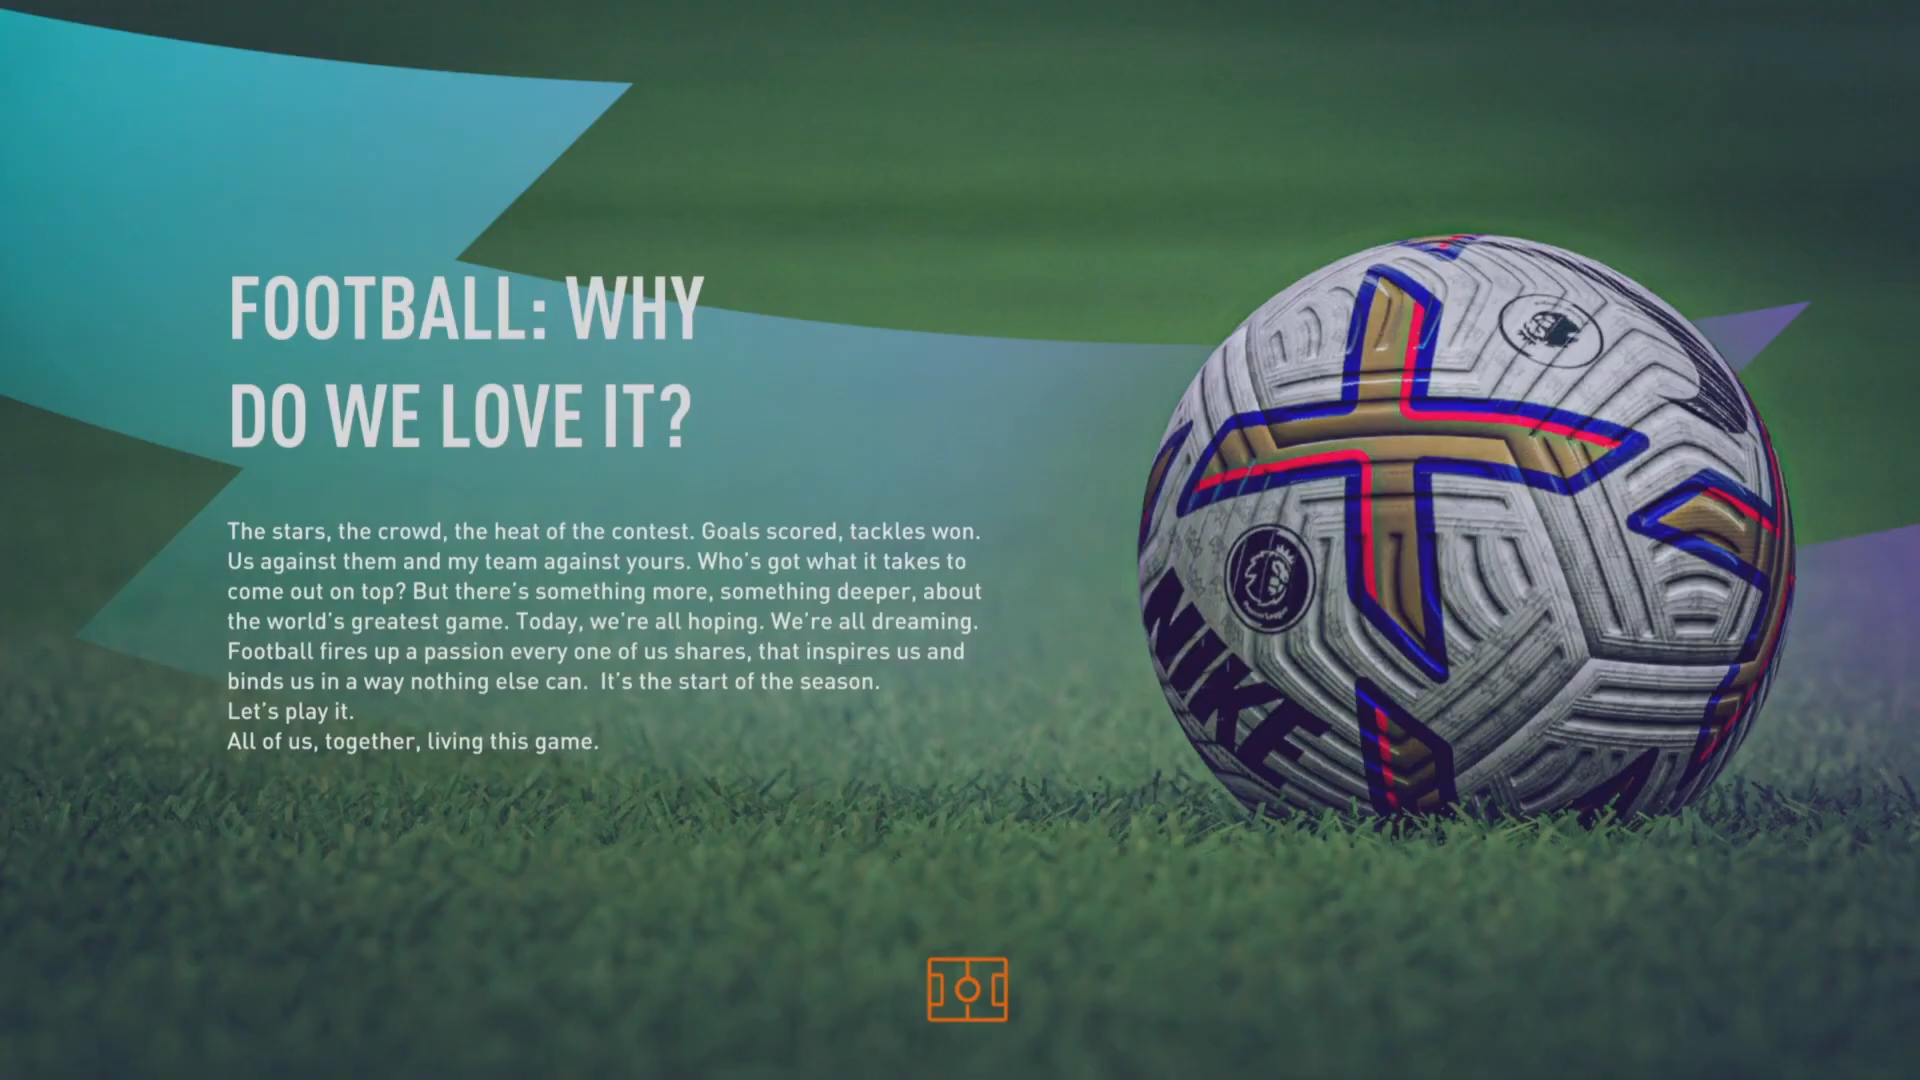 FOOTBALL: WHY
DO WE LOVE IT?
The stars, the crowd, the heat of the contest. Goals scored, tackles won.
Us against them and my team against yours. Who's got what it takes to
come out on top? But there's something more, something deeper, about
the world's greatest game. Today, we're all hoping. We're all dreaming.
Football fires up a passion every one of us shares, that inspires us and
binds us in a way nothing else can.  It's the start of the season.
Let's play it.
All of us, together, living this game.
NIKE